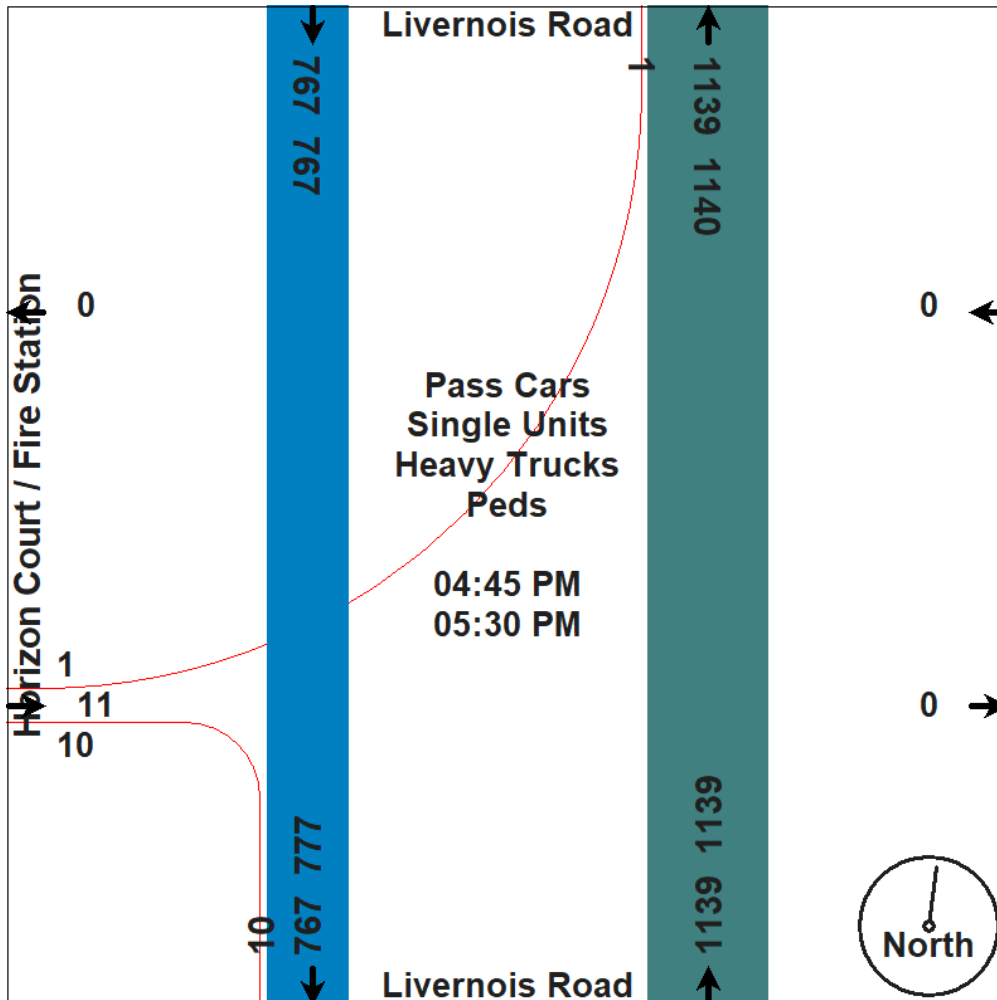 Livernois Road
767 767
1
1139 1140
0
0
Horizon Court / Fire Station
Pass Cars
Single Units
Heavy Trucks
Peds
04:45 PM
05:30 PM
1
11
10
0
10
767 777
1139 1139
North
Livernois Road